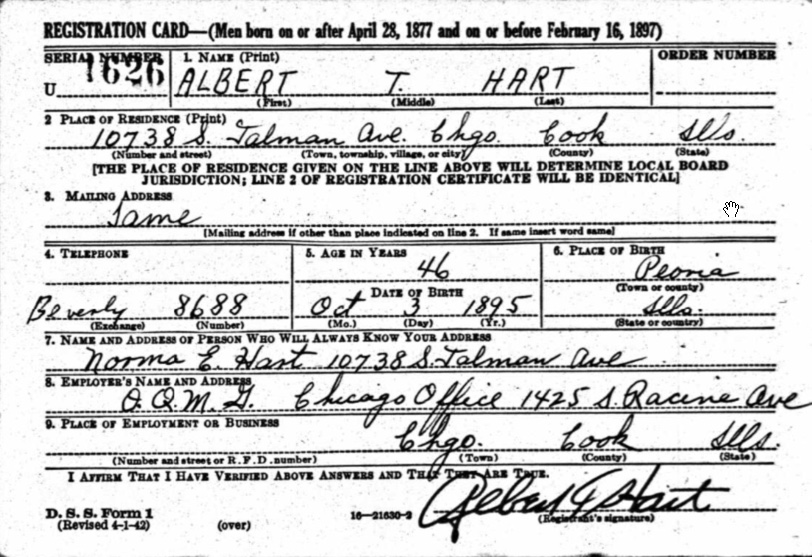 REGISTRATION CARD—(Men born on or after April 28, 1877 and on or before February 16, 1897)
SERIAL NUMBER 1. NAME (Print) ORDER NUMBER
U 1626 ALBERT T. HART
(First) (Middle) (Last)
2 PLACE OF RESIDENCE (Print)
10738 S. Talman Ave. Chgo. Cook Ills.
(Number and street) (Town, township, village, or city) (County) (State)
[THE PLACE OF RESIDENCE GIVEN ON THE LINE ABOVE WILL DETERMINE LOCAL BOARD
JURISDICTION; LINE 2 OF REGISTRATION CERTIFICATE WILL BE IDENTICAL]
3. MAILING ADDRESS
Same
[Mailing address if other than place indicated on line 2. If same insert word same]
4. TELEPHONE 5. AGE IN YEARS 6. PLACE OF BIRTH
46 Peoria
DATE OF BIRTH (Town or county)
Beverly 8688 Oct 3 1895 Ills.
(Exchange) (Number) (Mo.) (Day) (Yr.) (State or country)
7. NAME AND ADDRESS OF PERSON WHO WILL ALWAYS KNOW YOUR ADDRESS
Norma E. Hart 10738 S. Talman Ave
8. EMPLOYER'S NAME AND ADDRESS
O.Q.M.G. Chicago Office 1425 S. Racine Ave
9. PLACE OF EMPLOYMENT OR BUSINESS
Chgo. Cook Ills.
(Number and street or R. F. D. number) (Town) (County) (State)
I AFFIRM THAT I HAVE VERIFIED ABOVE ANSWERS AND THAT THEY ARE TRUE.
Albert T Hart
D. S. S. Form 1 16—21630-2 (Registrant's signature)
(Revised 4-1-42) (over)